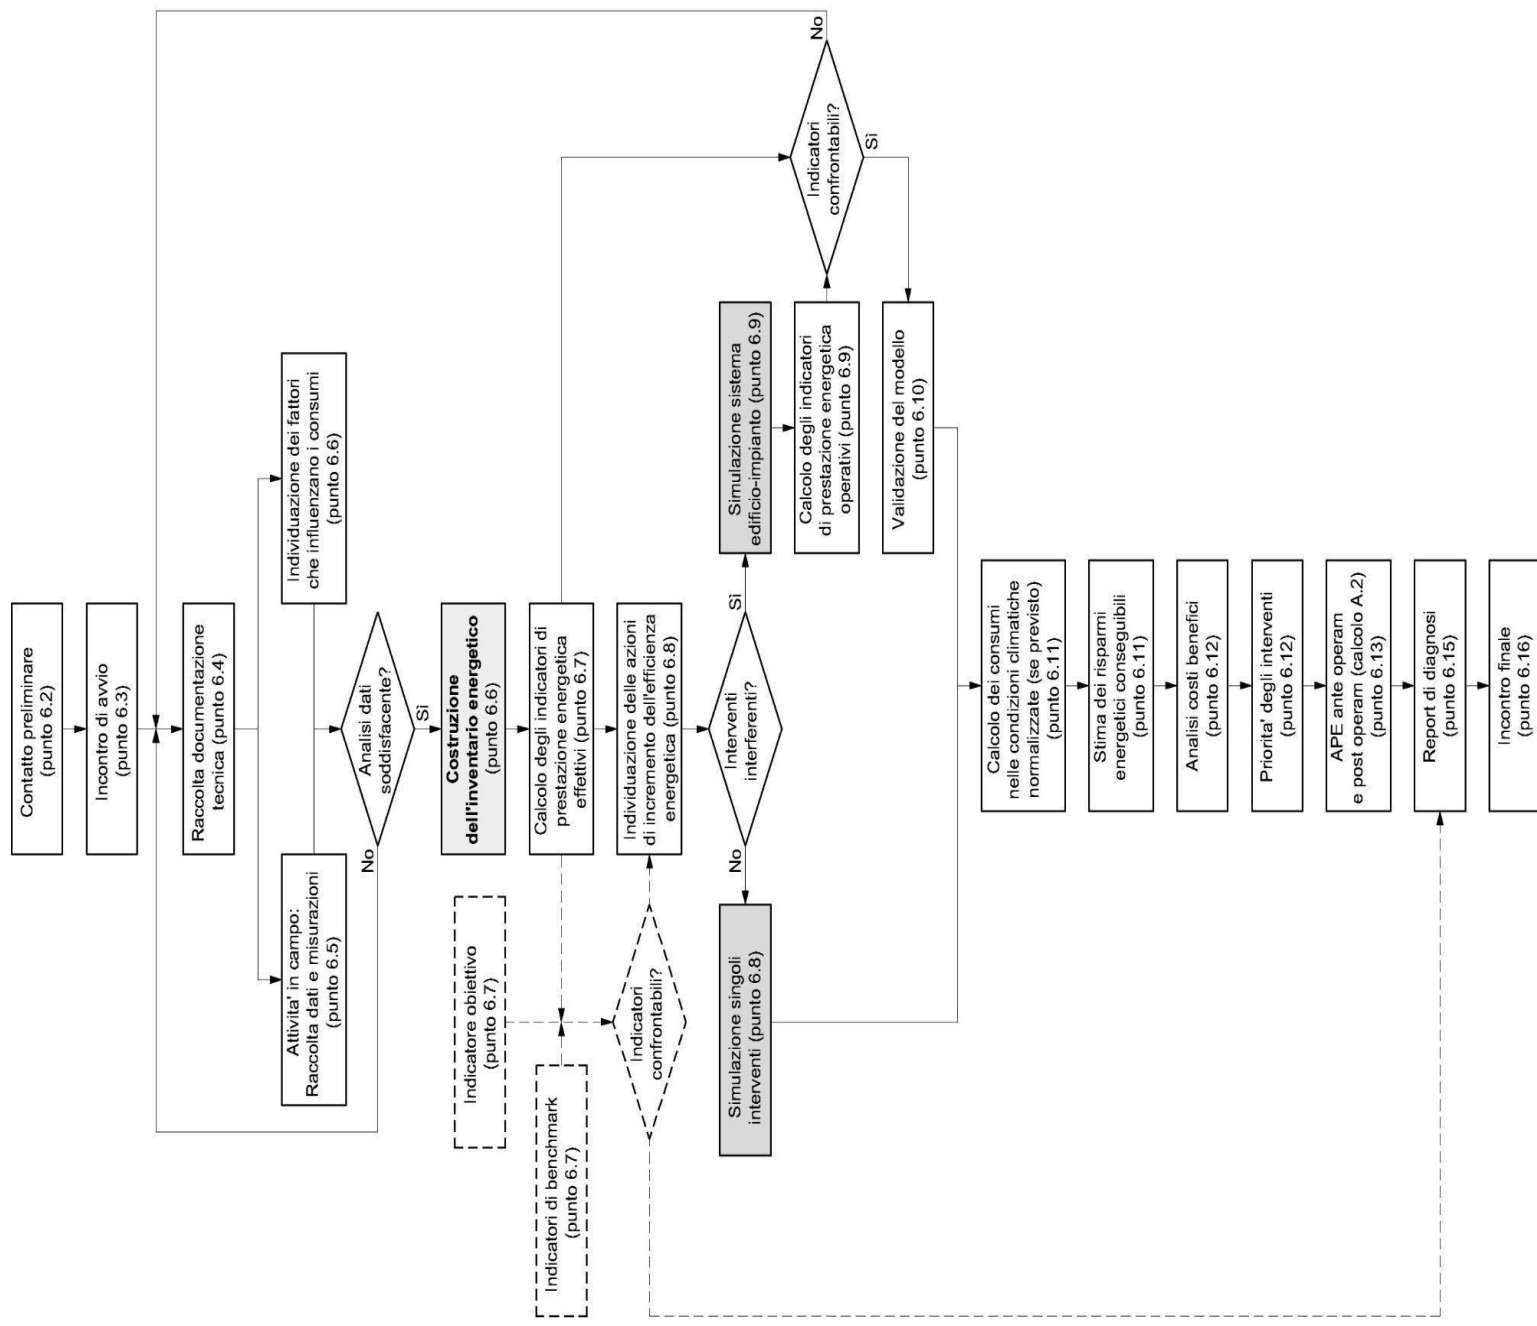 Contatto preliminare
(punto 6.2)
Incontro di avvio
(punto 6.3)
Raccolta documentazione
tecnica (punto 6.4)
Attivita' in campo:
Raccolta dati e misurazioni
(punto 6.5)
Individuazione dei fattori
che influenzano i consumi
(punto 6.6)
Analisi dati
soddisfacente?
No
Sì
Costruzione
dell'inventario energetico
(punto 6.6)
Indicatore obiettivo
(punto 6.7)
Indicatori di benchmark
(punto 6.7)
Calcolo degli indicatori di
prestazione energetica
effettivi (punto 6.7)
Indicatori
confrontabili?
Individuazione delle azioni
di incremento dell'efficienza
energetica (punto 6.8)
Interventi
interferenti?
No
Sì
Simulazione singoli
interventi (punto 6.8)
Simulazione sistema
edificio-impianto (punto 6.9)
Calcolo degli indicatori
di prestazione energetica
operativi (punto 6.9)
Indicatori
confrontabili?
No
Sì
Validazione del modello
(punto 6.10)
Calcolo dei consumi
nelle condizioni climatiche
normalizzate (se previsto)
(punto 6.11)
Stima dei risparmi
energetici conseguibili
(punto 6.11)
Analisi costi benefici
(punto 6.12)
Priorita' degli interventi
(punto 6.12)
APE ante operam
e post operam (calcolo A.2)
(punto 6.13)
Report di diagnosi
(punto 6.15)
Incontro finale
(punto 6.16)